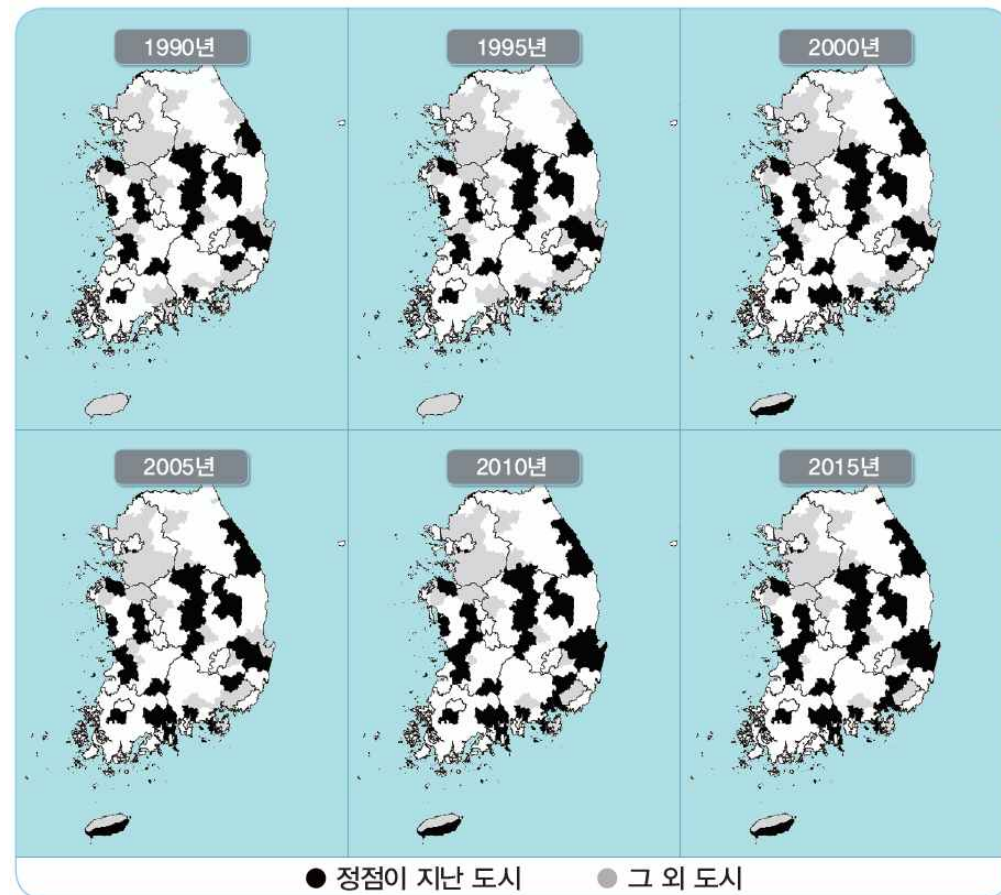 1990년
1995년
2000년
2005년
2010년
2015년
● 정점이 지난 도시 ● 그 외 도시